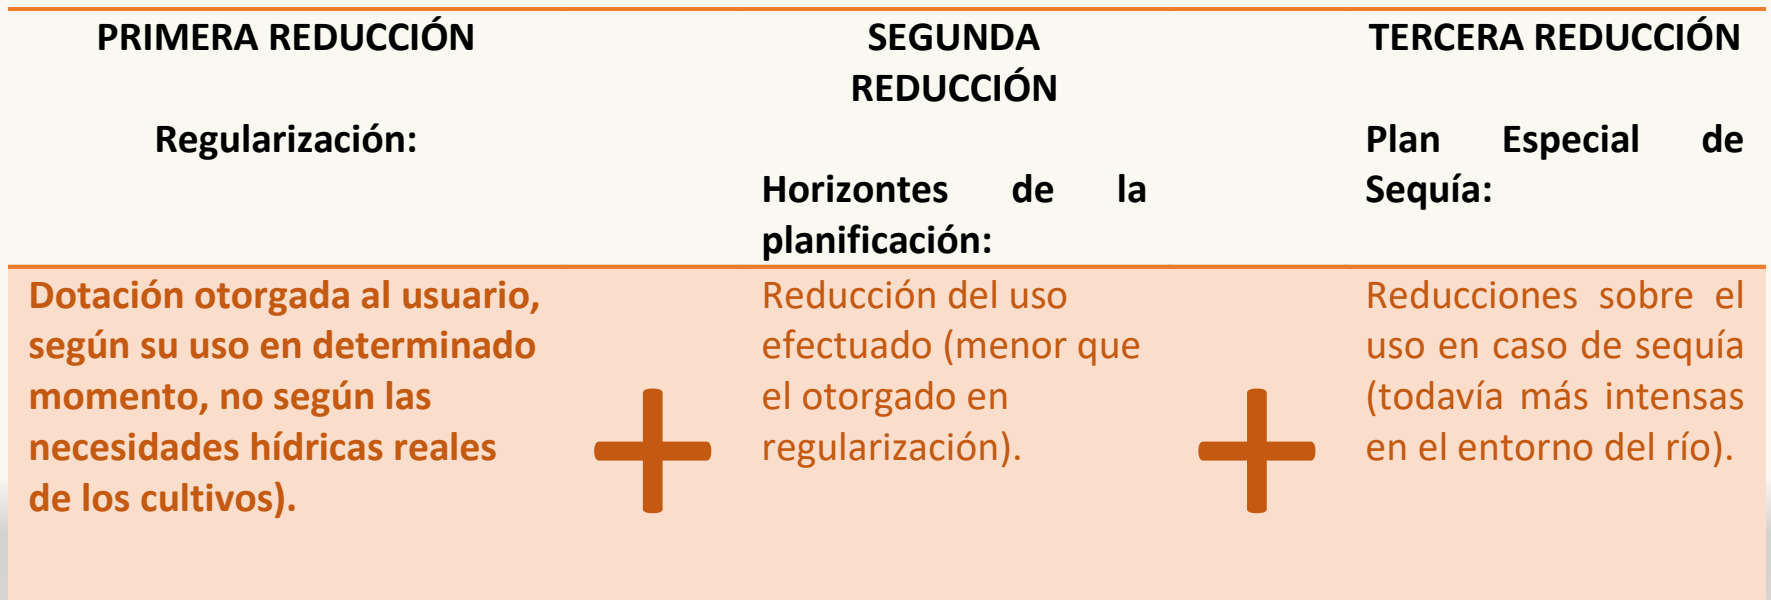 PRIMERA REDUCCIÓN
Regularización:
SEGUNDA
REDUCCIÓN
Horizontes de la
planificación:
TERCERA REDUCCIÓN
Plan Especial de
Sequía:
Dotación otorgada al usuario,
según su uso en determinado
momento, no según las
necesidades hídricas reales
de los cultivos).
+
Reducción del uso
efectuado (menor que
el otorgado en
regularización).
+
Reducciones sobre el
uso en caso de sequía
(todavía más intensas
en el entorno del río).